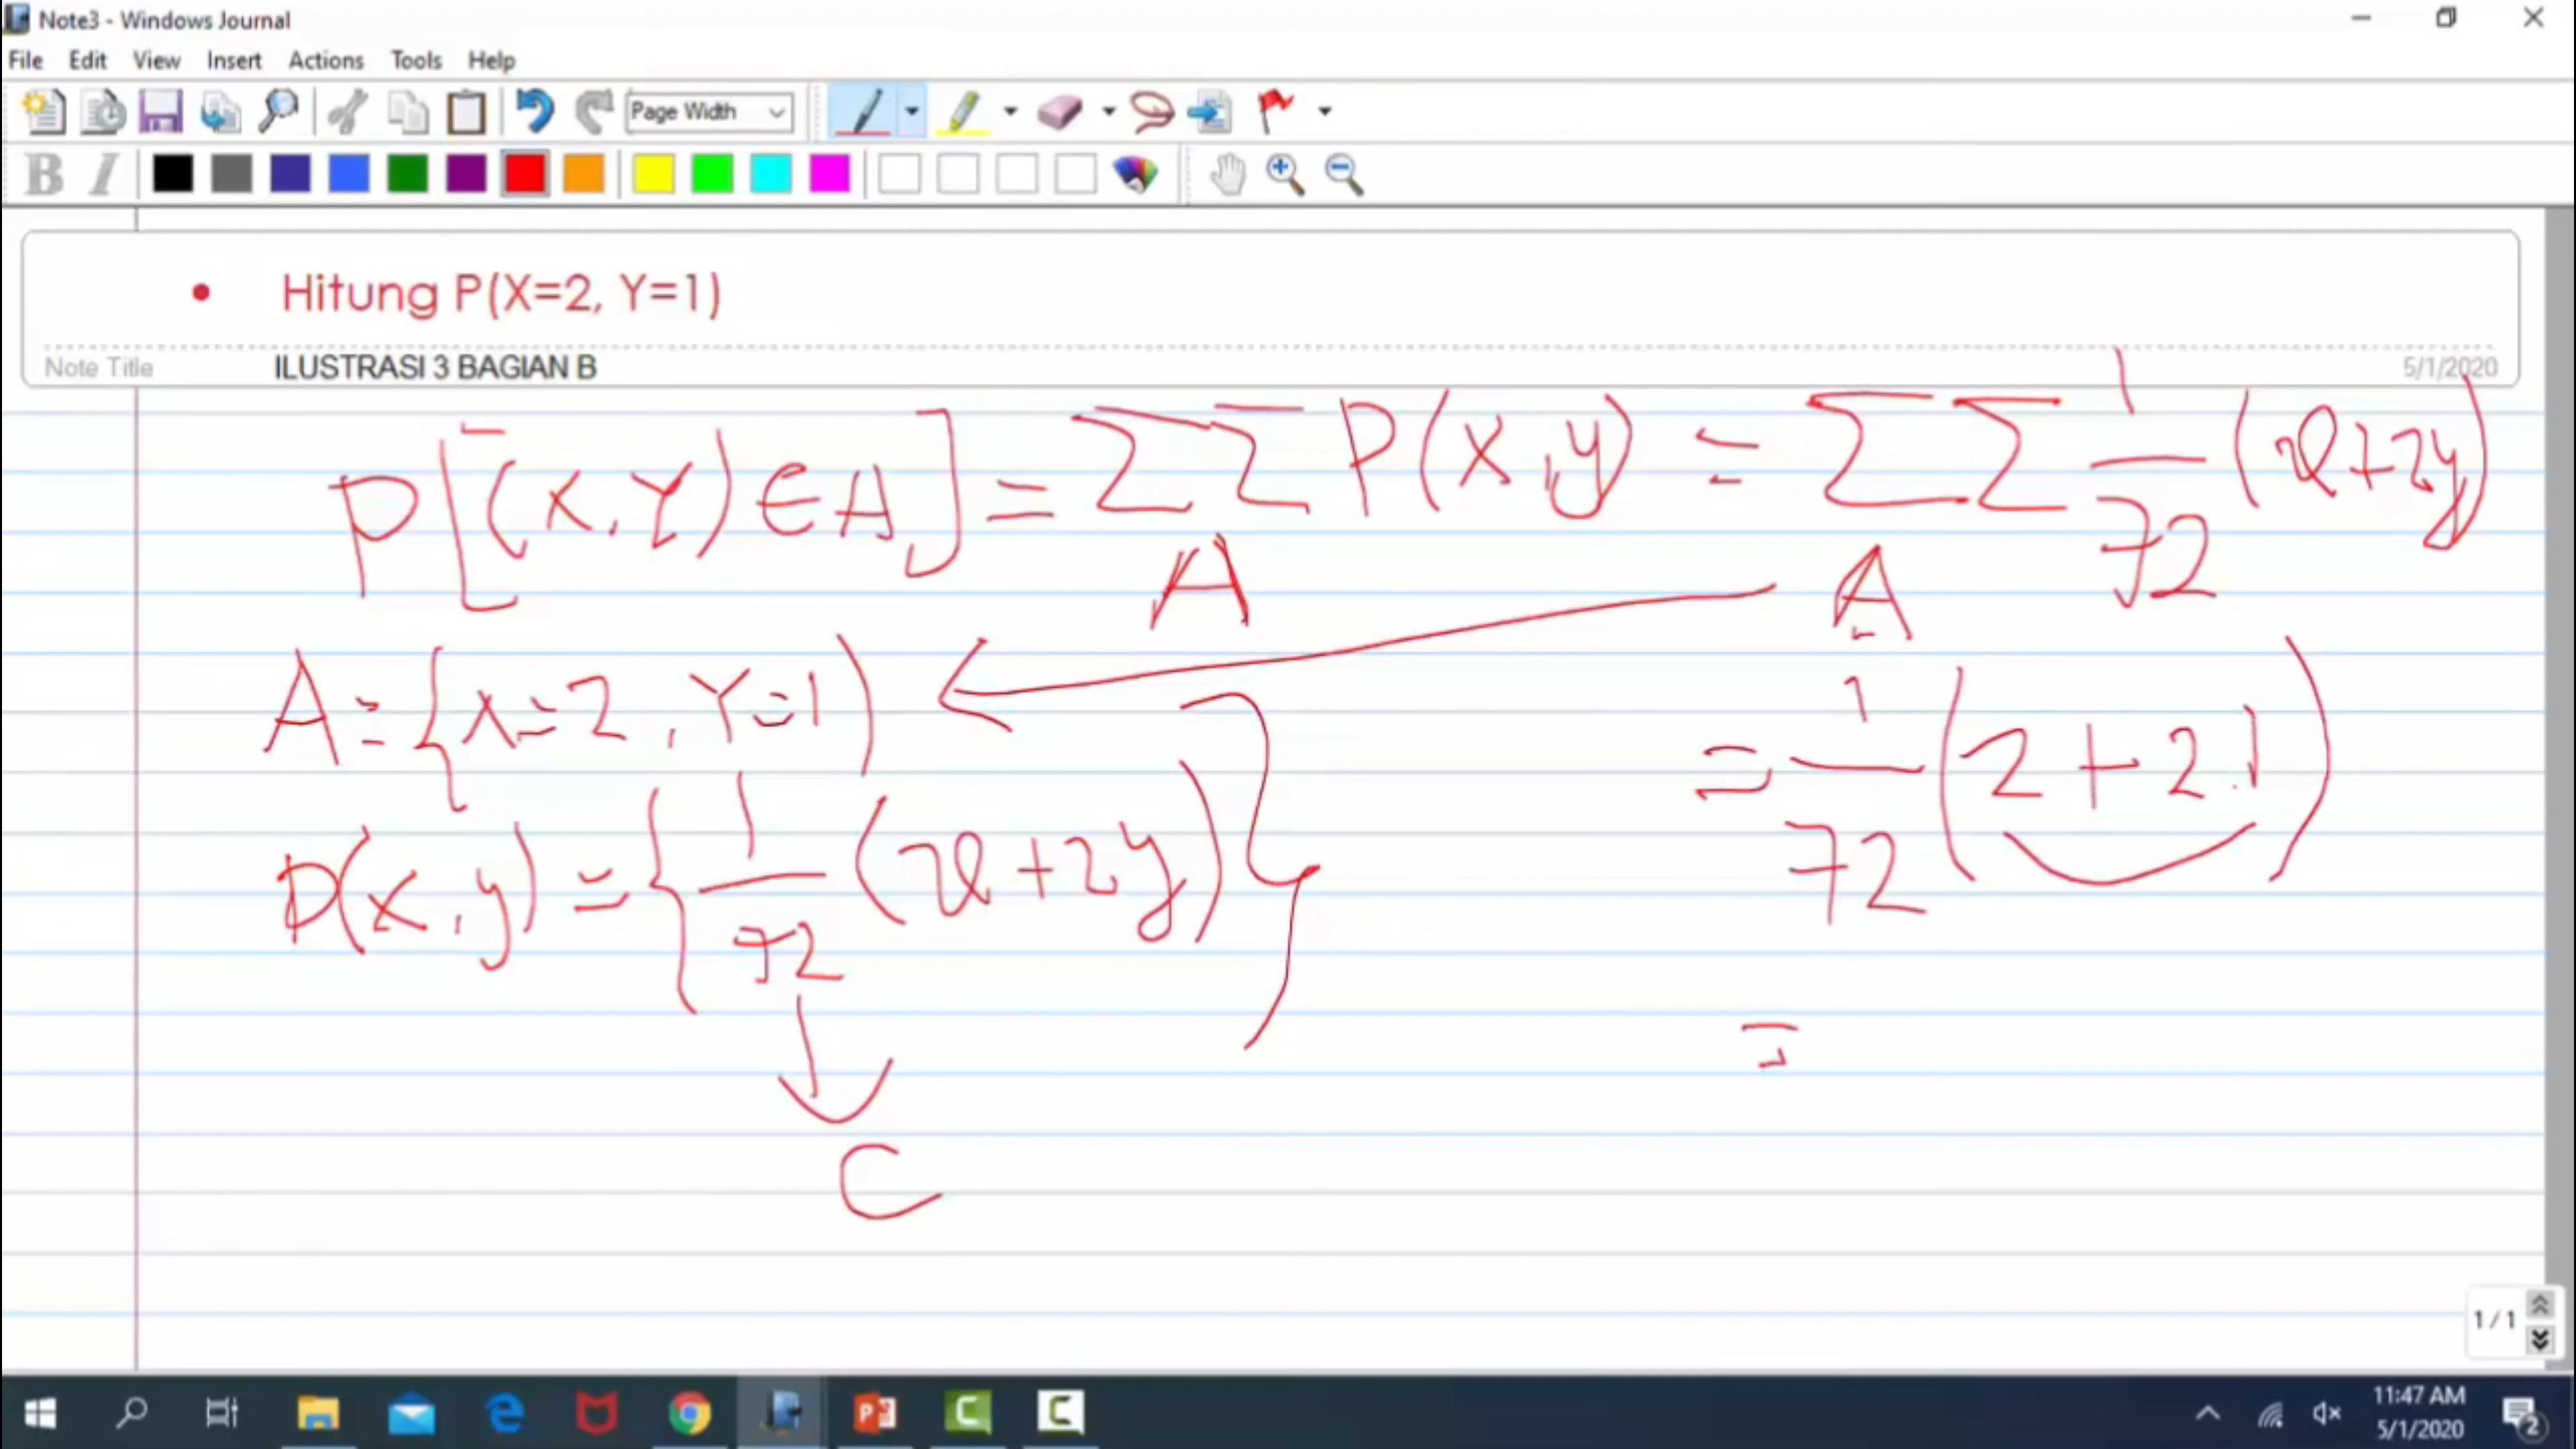 Note3 - Windows Journal
File Edit View Insert Actions Tools Help
Page Width
B I
• Hitung P(X=2, Y=1)
Note Title ILUSTRASI 3 BAGIAN B 5/1/2020
P[(X,Y)∈A] = ΣΣ P(x,y) = ΣΣ 1/72 (x+2y)
A A
A = {X=2, Y=1)
= 1/72 (2+2.1)
P(x,y) = {1/72 (x+2y)}
=
C
1 / 1
11:47 AM
5/1/2020
2